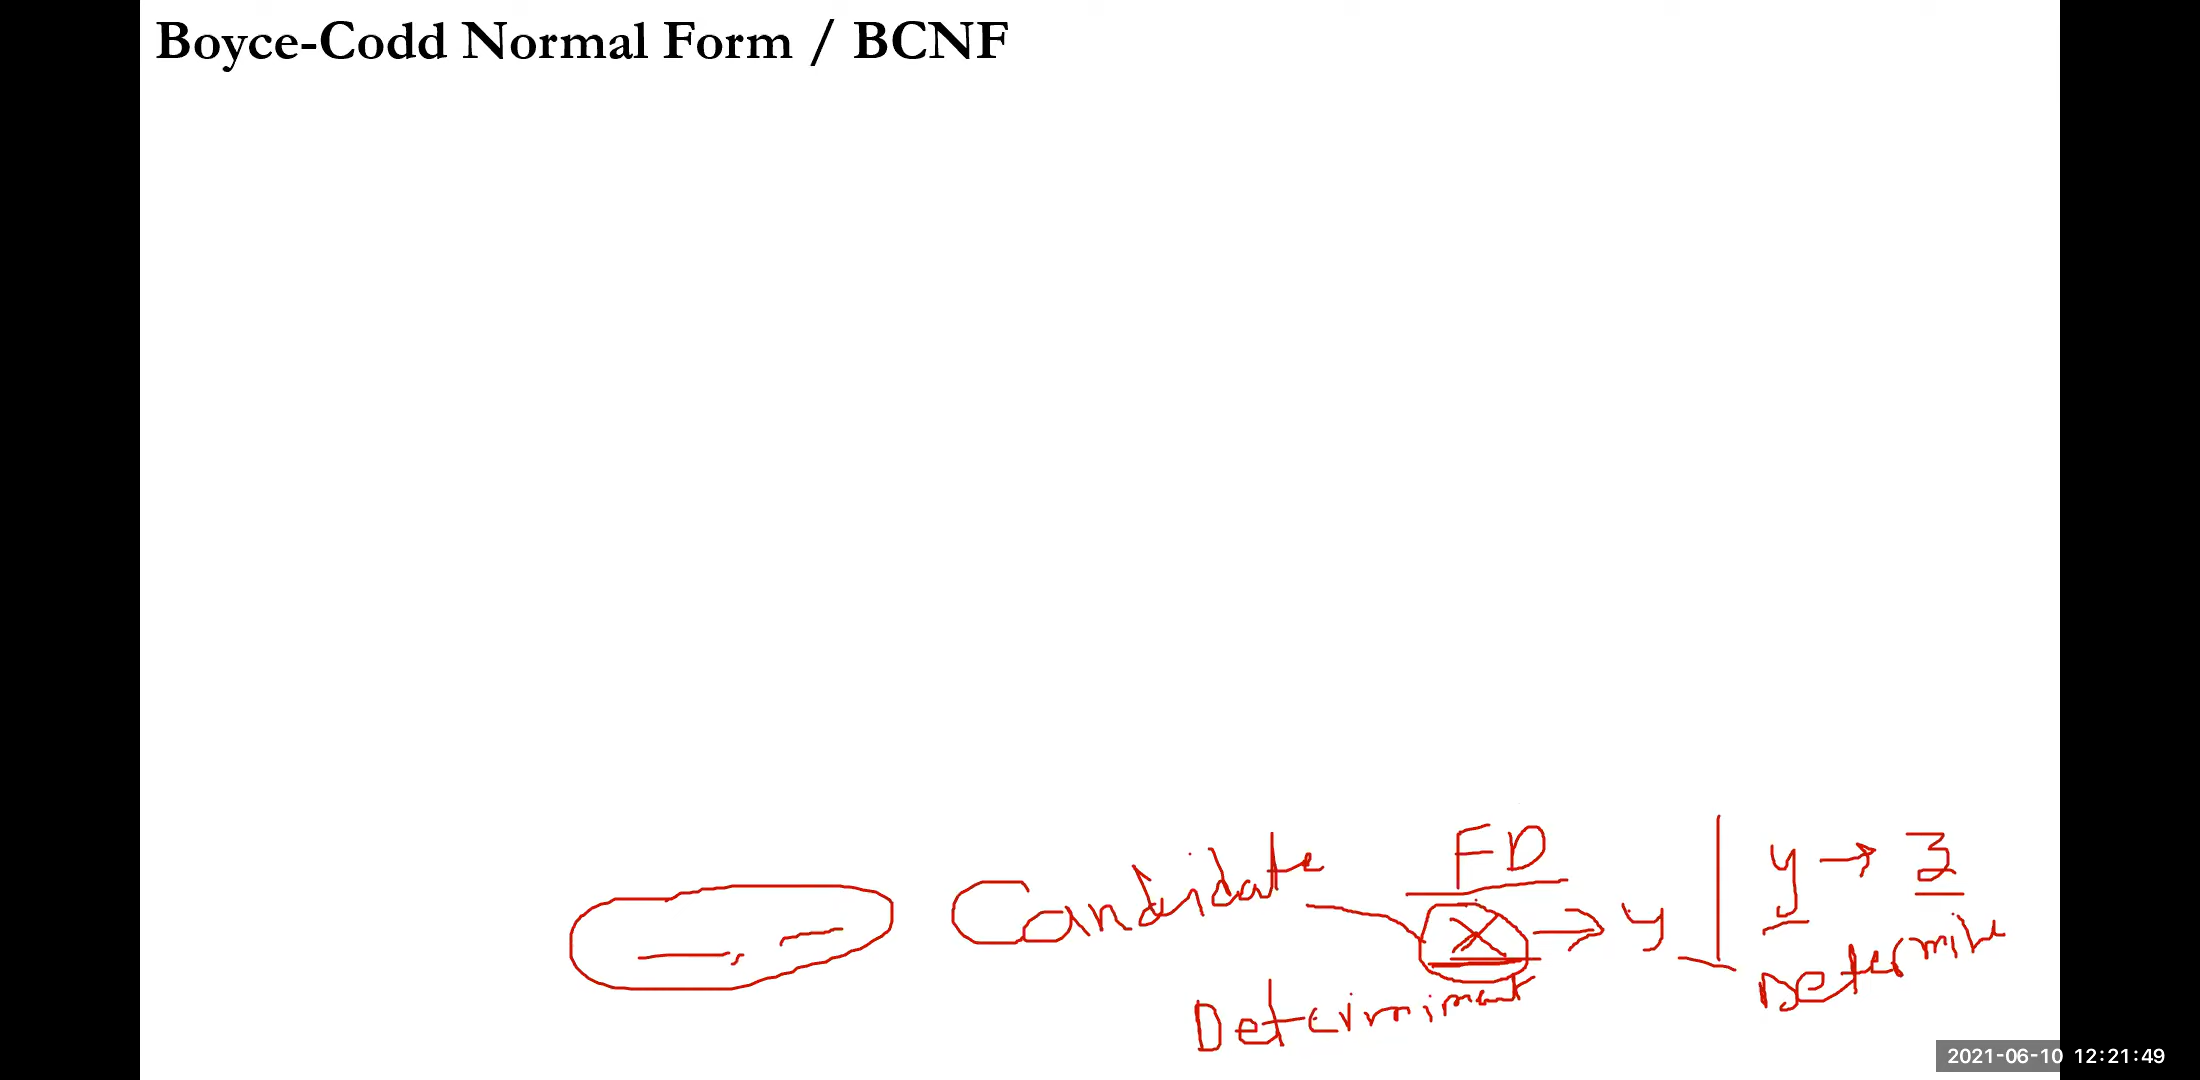 Boyce-Codd Normal Form / BCNF
FD
Candidate X → y | y → z
Determinant Determine
2021-06-10 12:21:49